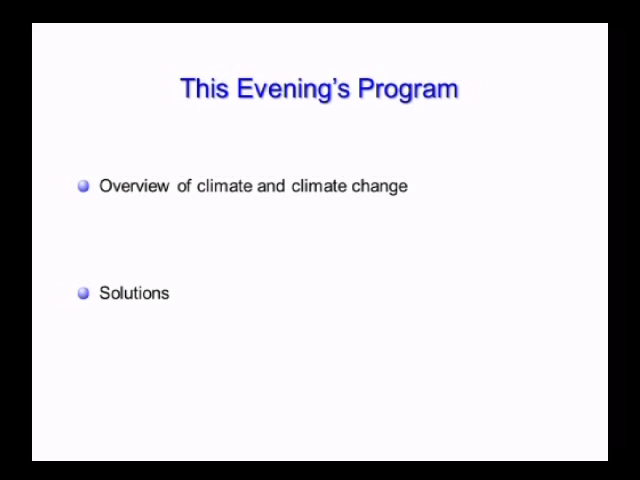 This Evening's Program
Overview of climate and climate change
Solutions